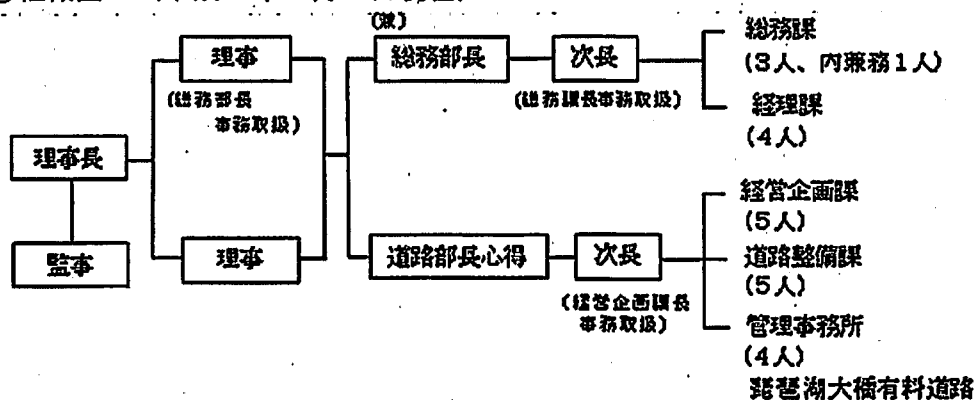 (兼)
理事
(総務部長
事務取扱)
総務部長
次長
(総務課長事務取扱)
総務課
(3人、内兼務1人)
経理課
(4人)
理事長
監事
理事
道路部長心得
次長
(経営企画課長
事務取扱)
経営企画課
(5人)
道路整備課
(5人)
管理事務所
(4人)
琵琶湖大橋有料道路